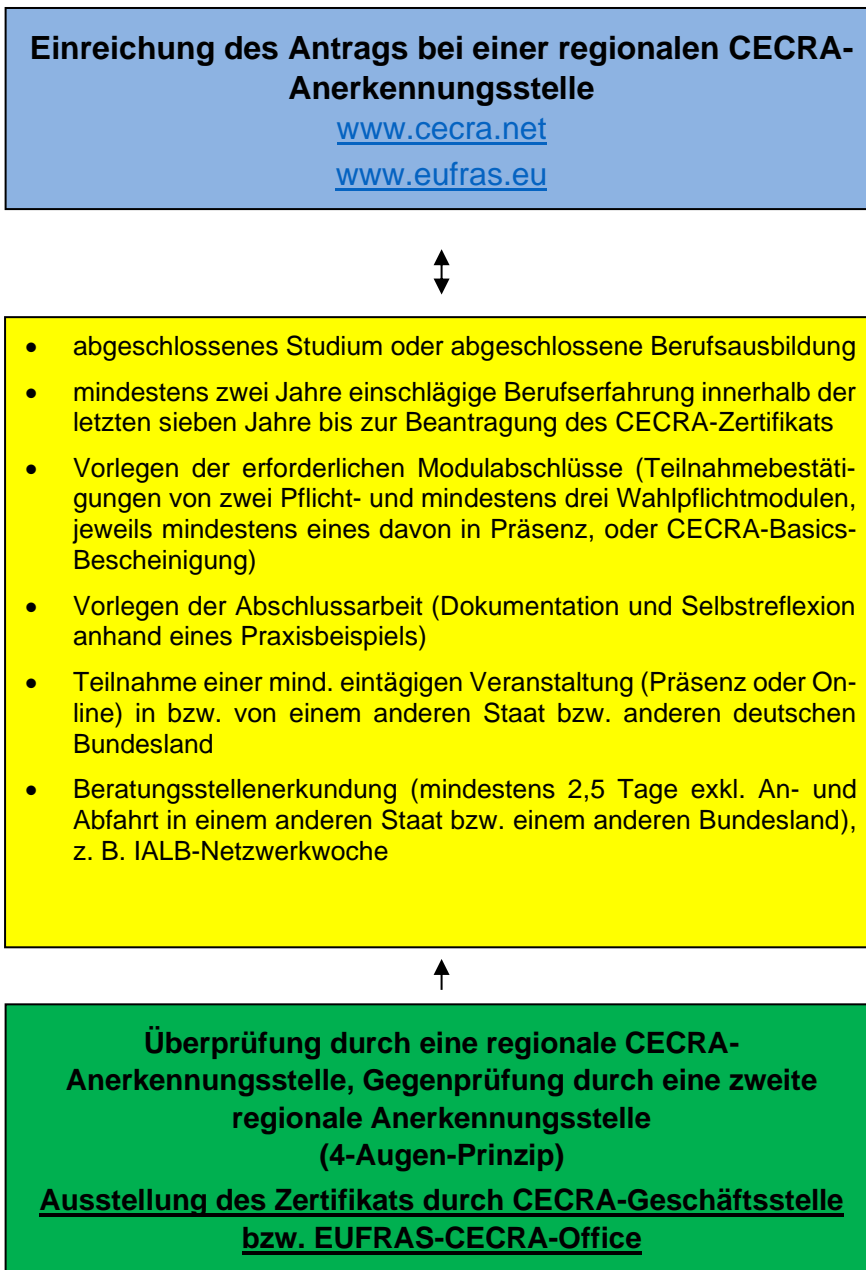 Einreichung des Antrags bei einer regionalen CECRA-
Anerkennungsstelle
www.cecra.net
www.eufras.eu
• abgeschlossenes Studium oder abgeschlossene Berufsausbildung
• mindestens zwei Jahre einschlägige Berufserfahrung innerhalb der
letzten sieben Jahre bis zur Beantragung des CECRA-Zertifikats
• Vorlegen der erforderlichen Modulabschlüsse (Teilnahmebestäti-
gungen von zwei Pflicht- und mindestens drei Wahlpflichtmodulen,
jeweils mindestens eines davon in Präsenz, oder CECRA-Basics-
Bescheinigung)
• Vorlegen der Abschlussarbeit (Dokumentation und Selbstreflexion
anhand eines Praxisbeispiels)
• Teilnahme einer mind. eintägigen Veranstaltung (Präsenz oder On-
line) in bzw. von einem anderen Staat bzw. anderen deutschen
Bundesland
• Beratungsstellenerkundung (mindestens 2,5 Tage exkl. An- und
Abfahrt in einem anderen Staat bzw. einem anderen Bundesland),
z. B. IALB-Netzwerkwoche
Überprüfung durch eine regionale CECRA-
Anerkennungsstelle, Gegenprüfung durch eine zweite
regionale Anerkennungsstelle
(4-Augen-Prinzip)
Ausstellung des Zertifikats durch CECRA-Geschäftsstelle
bzw. EUFRAS-CECRA-Office